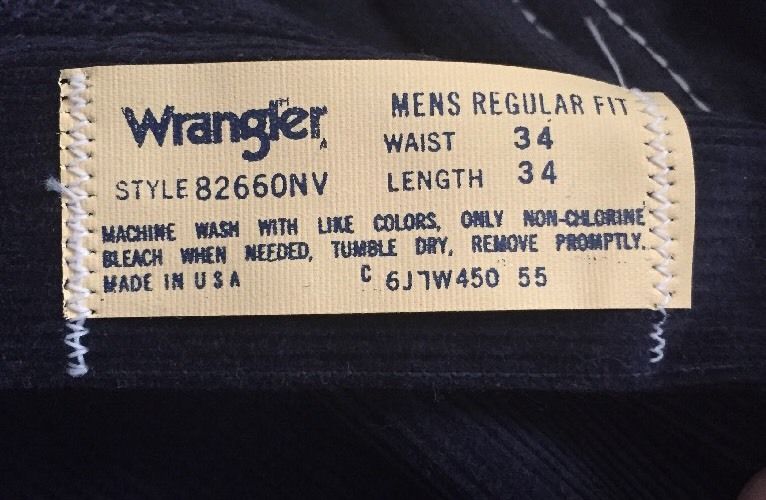 Wrangler
MENS REGULAR FIT
WAIST 34
LENGTH 34
STYLE 82660NV
MACHINE WASH WITH LIKE COLORS, ONLY NON-CHLORINE
BLEACH WHEN NEEDED, TUMBLE DRY, REMOVE PROMPTLY.
MADE IN U S A C 6J7W450 55